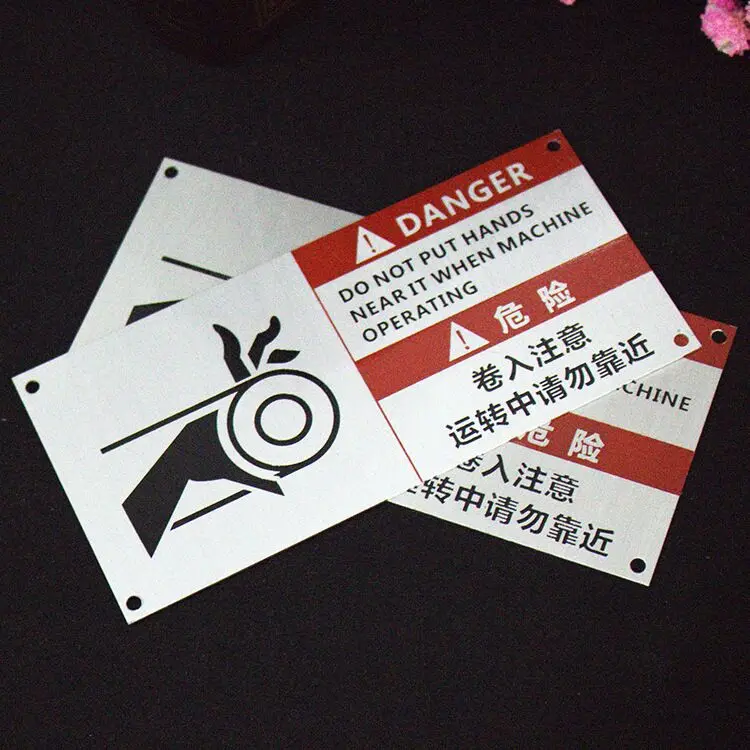 DANGER
DO NOT PUT HANDS
NEAR IT WHEN MACHINE
OPERATING
危险
卷入注意
运转中请勿靠近
CHINE
危险
卷入注意
转中请勿靠近